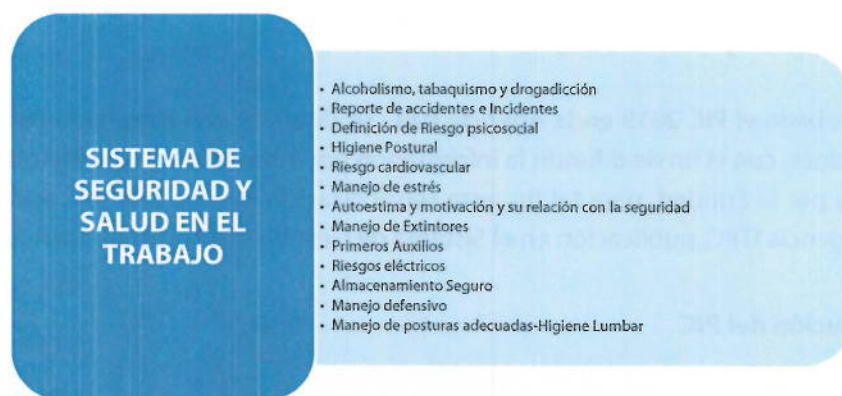 SISTEMA DE
SEGURIDAD Y
SALUD EN EL
TRABAJO
• Alcoholismo, tabaquismo y drogadicción
• Reporte de accidentes e Incidentes
• Definición de Riesgo psicosocial
• Higiene Postural
• Riesgo cardiovascular
• Manejo de estrés
• Autoestima y motivación y su relación con la seguridad
• Manejo de Extintores
• Primeros Auxilios
• Riesgos eléctricos
• Almacenamiento Seguro
• Manejo defensivo
• Manejo de posturas adecuadas-Higiene Lumbar